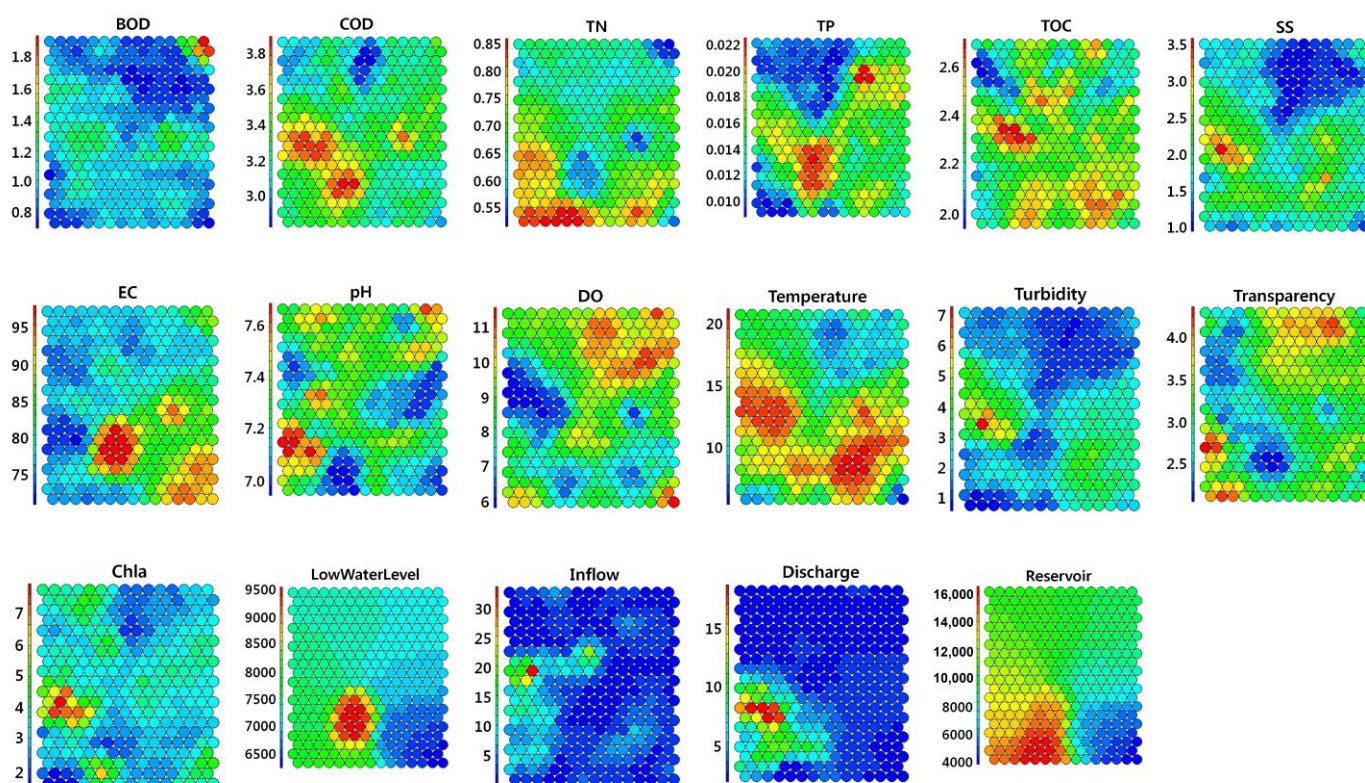 BOD COD TN TP TOC SS
1.8 1.6 1.4 1.2 1.0 0.8
3.8 3.6 3.4 3.2 3.0
0.85 0.80 0.75 0.70 0.65 0.60 0.55
0.022 0.020 0.018 0.016 0.014 0.012 0.010
2.6 2.4 2.2 2.0
3.5 3.0 2.5 2.0 1.5 1.0
EC pH DO Temperature Turbidity Transparency
95 90 85 80 75
7.6 7.4 7.2 7.0
11 10 9 8 7 6
20 15 10
7 6 5 4 3 2 1
4.0 3.5 3.0 2.5
Chla LowWaterLevel Inflow Discharge Reservoir
7 6 5 4 3 2
9500 9000 8500 8000 7500 7000 6500
30 25 20 15 10 5
15 10 5
16,000 14,000 12,000 10,000 8000 6000 4000